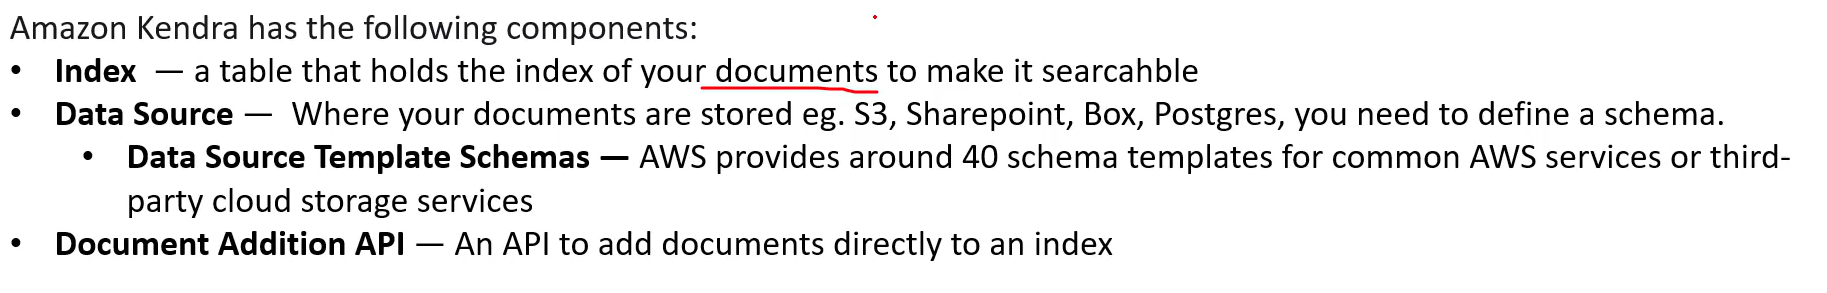 Amazon Kendra has the following components:
• Index — a table that holds the index of your documents to make it searcahble
• Data Source — Where your documents are stored eg. S3, Sharepoint, Box, Postgres, you need to define a schema.
• Data Source Template Schemas — AWS provides around 40 schema templates for common AWS services or third-
party cloud storage services
• Document Addition API — An API to add documents directly to an index